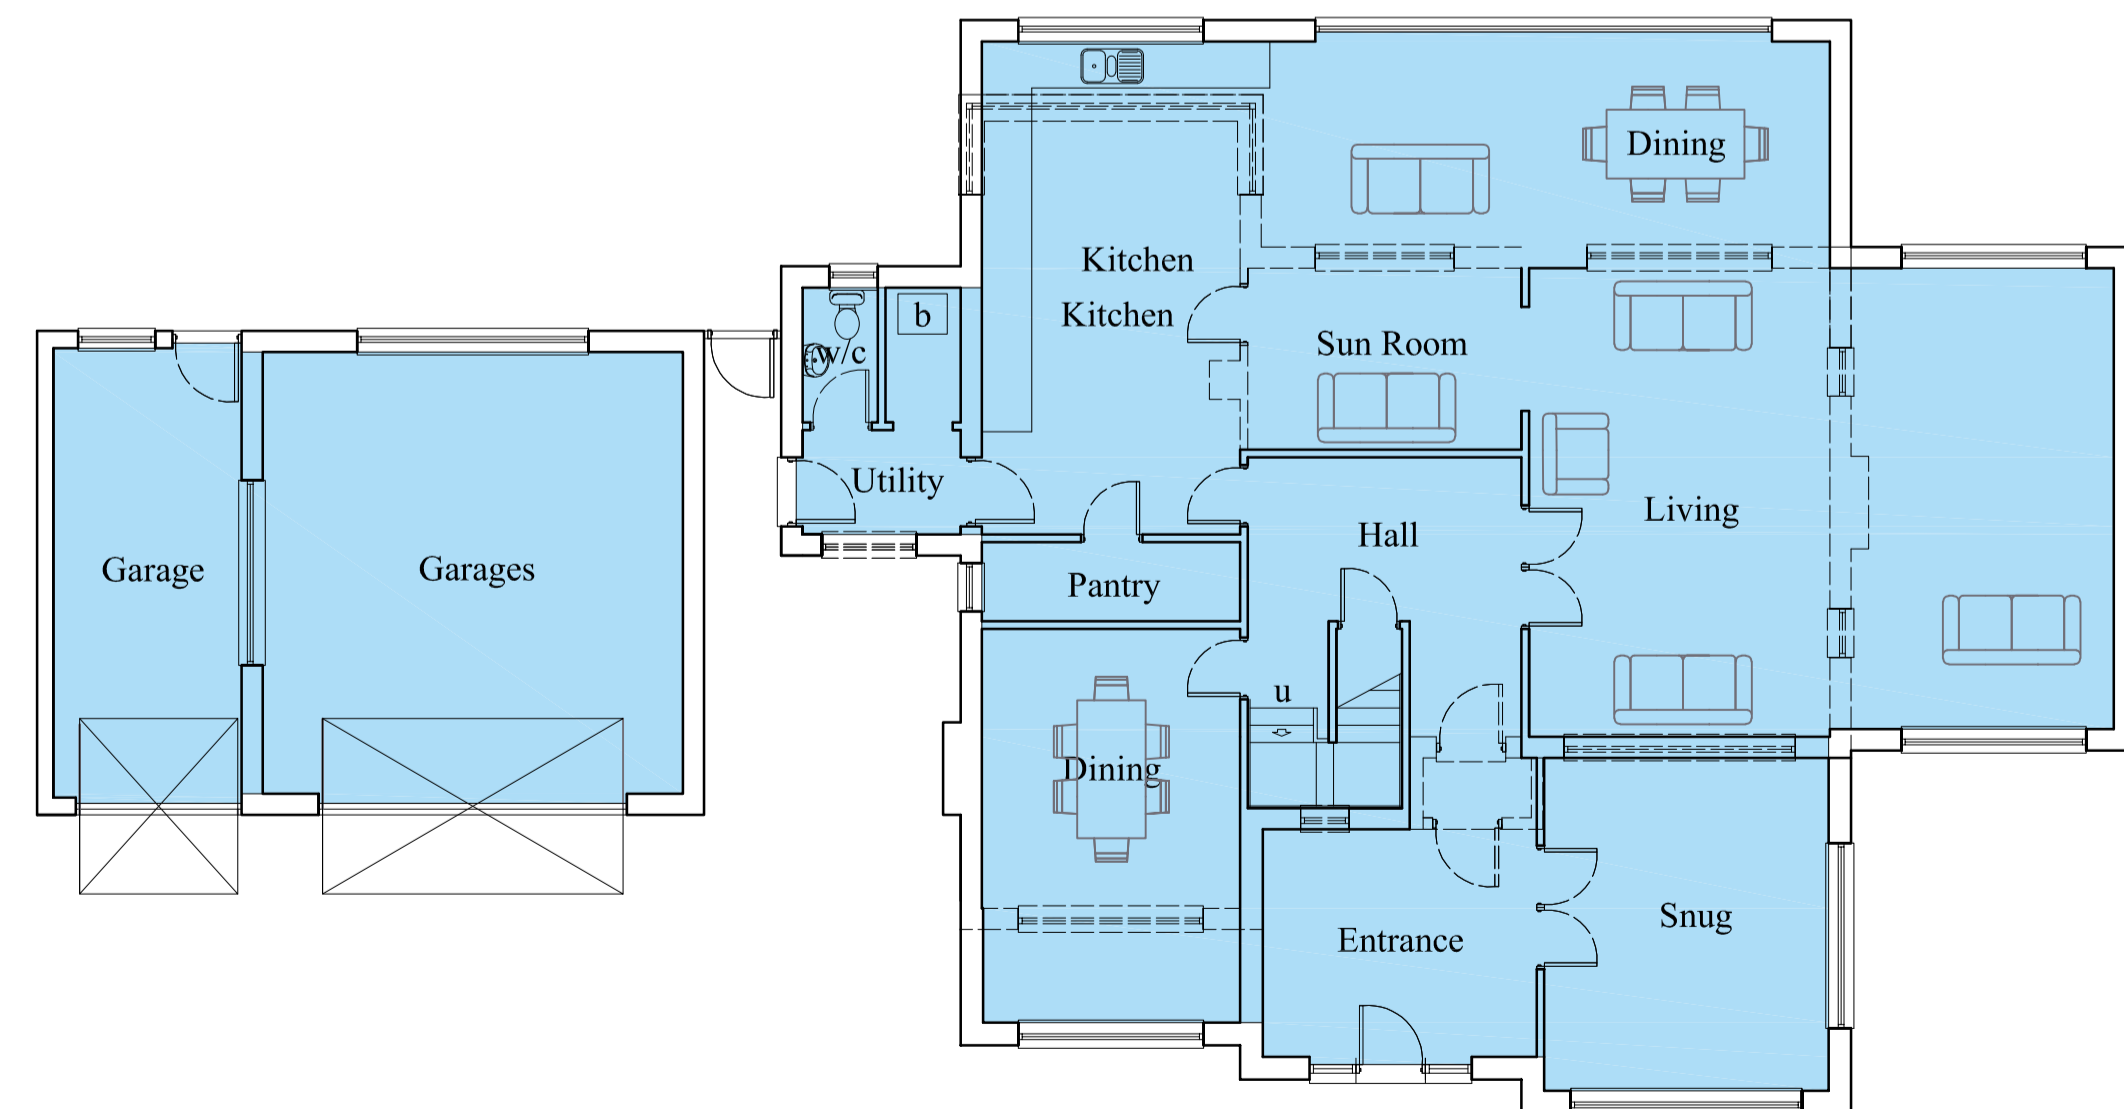 Dining
Kitchen
b
Kitchen
w/c
Sun Room
Utility
Living
Hall
Garage
Garages
Pantry
u
Dining
Snug
Entrance